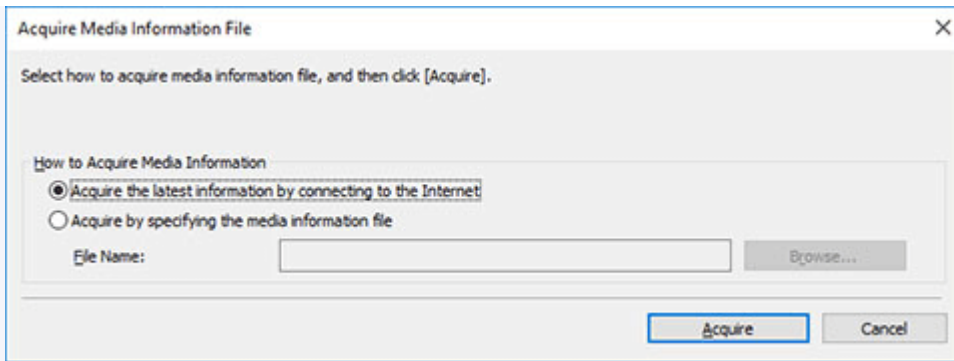 Acquire Media Information File
Select how to acquire media information file, and then click [Acquire].
How to Acquire Media Information
Acquire the latest information by connecting to the Internet
Acquire by specifying the media information file
File Name:
Browse...
Acquire
Cancel